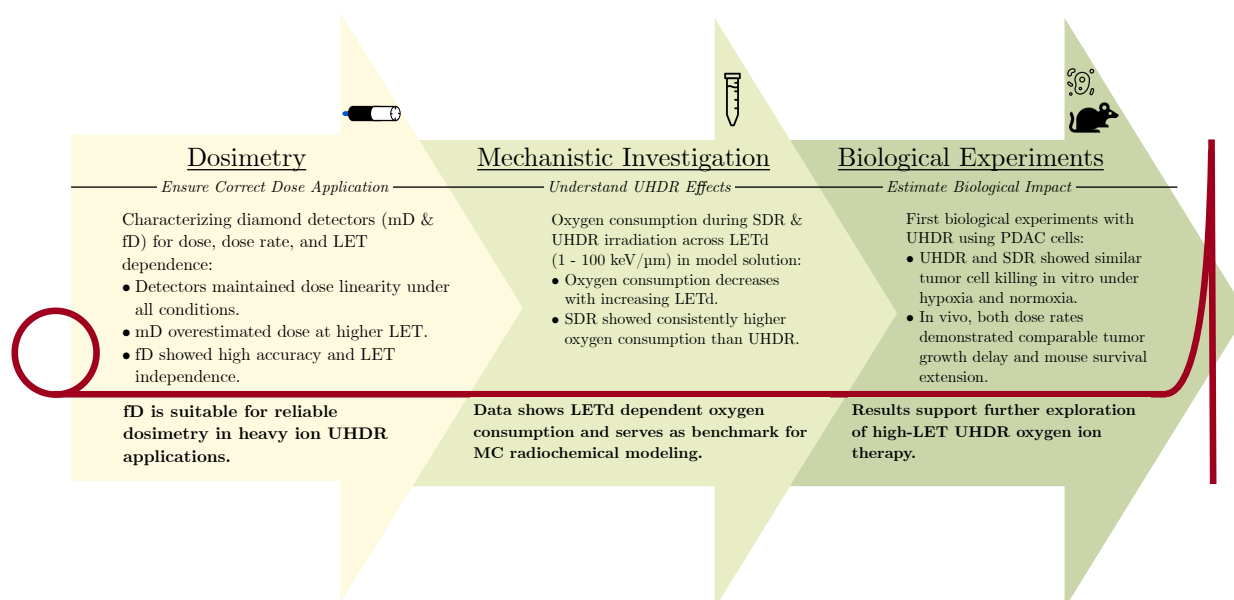 Dosimetry
Ensure Correct Dose Application
Characterizing diamond detectors (mD &
fD) for dose, dose rate, and LET
dependence:
• Detectors maintained dose linearity under
all conditions.
• mD overestimated dose at higher LET.
• fD showed high accuracy and LET
independence.
fD is suitable for reliable
dosimetry in heavy ion UHDR
applications.
Mechanistic Investigation
Understand UHDR Effects
Oxygen consumption during SDR &
UHDR irradiation across LETd
(1 - 100 keV/µm) in model solution:
• Oxygen consumption decreases
with increasing LETd.
• SDR showed consistently higher
oxygen consumption than UHDR.
Data shows LETd dependent oxygen
consumption and serves as benchmark for
MC radiochemical modeling.
Biological Experiments
Estimate Biological Impact
First biological experiments with
UHDR using PDAC cells:
• UHDR and SDR showed similar
tumor cell killing in vitro under
hypoxia and normoxia.
• In vivo, both dose rates
demonstrated comparable tumor
growth delay and mouse survival
extension.
Results support further exploration
of high-LET UHDR oxygen ion
therapy.